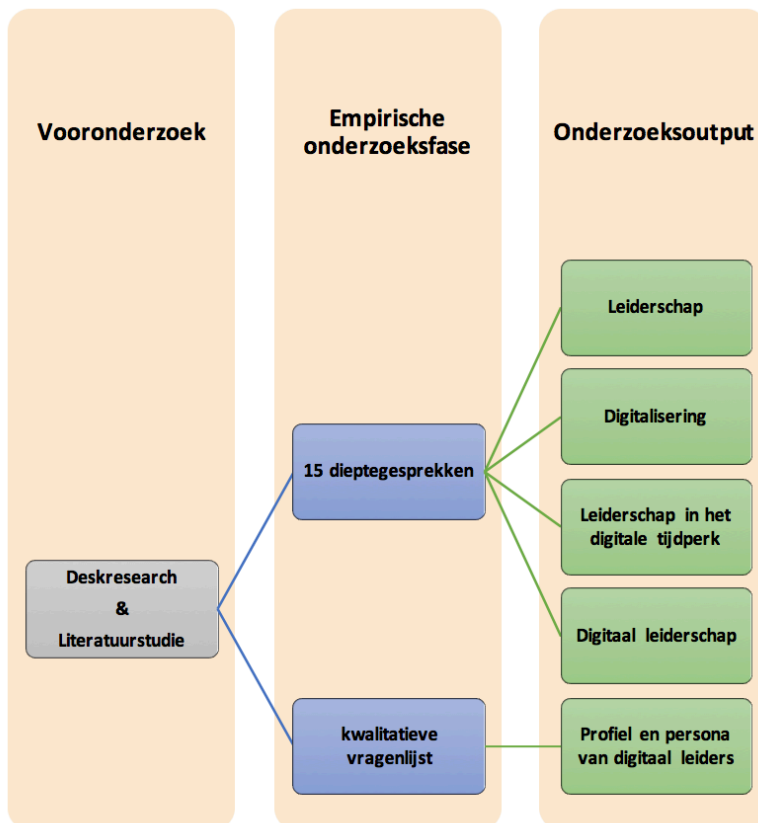 Vooronderzoek
Empirische
onderzoeksfase
Onderzoeksoutput
Deskresearch
&
Literatuurstudie
15 dieptegesprekken
kwalitatieve
vragenlijst
Leiderschap
Digitalisering
Leiderschap in het
digitale tijdperk
Digitaal leiderschap
Profiel en persona
van digitaal leiders